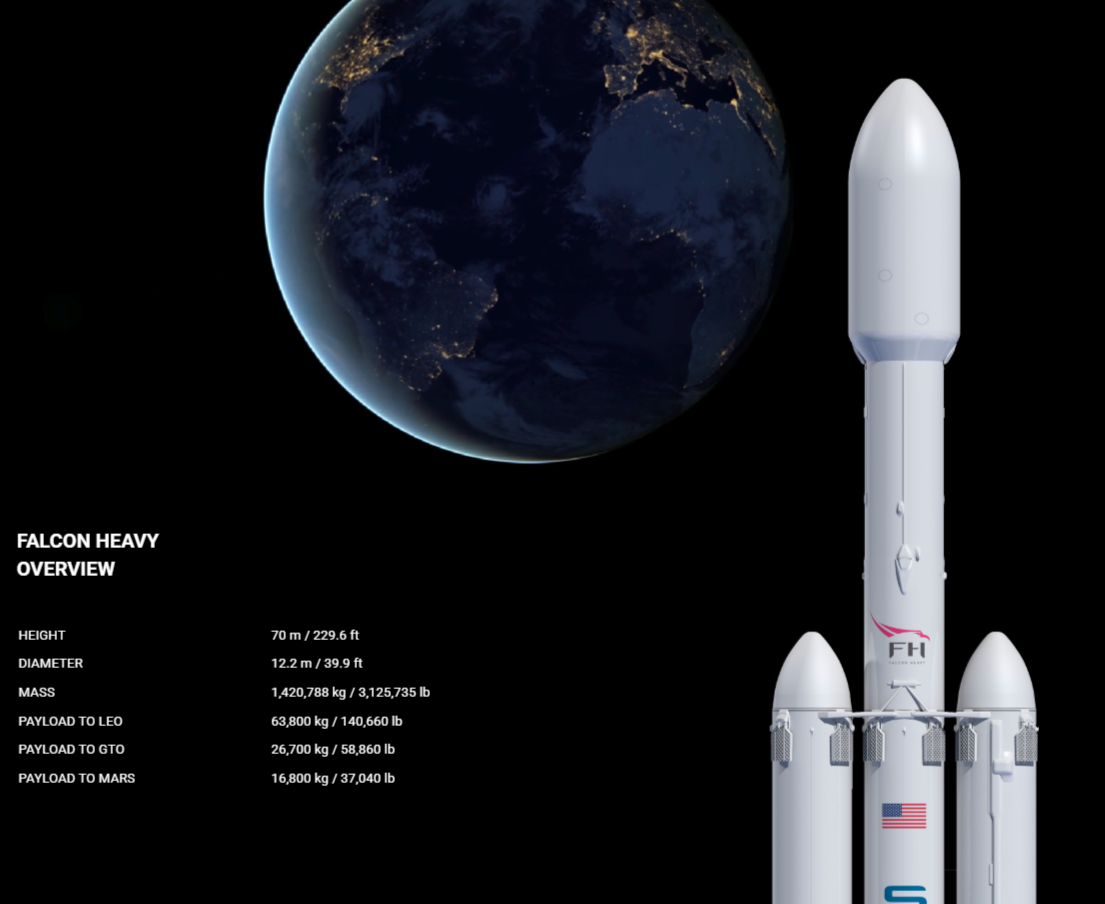 FH
FALCON HEAVY
S
FALCON HEAVY
OVERVIEW
HEIGHT 70 m / 229.6 ft
DIAMETER 12.2 m / 39.9 ft
MASS 1,420,788 kg / 3,125,735 lb
PAYLOAD TO LEO 63,800 kg / 140,660 lb
PAYLOAD TO GTO 26,700 kg / 58,860 lb
PAYLOAD TO MARS 16,800 kg / 37,040 lb